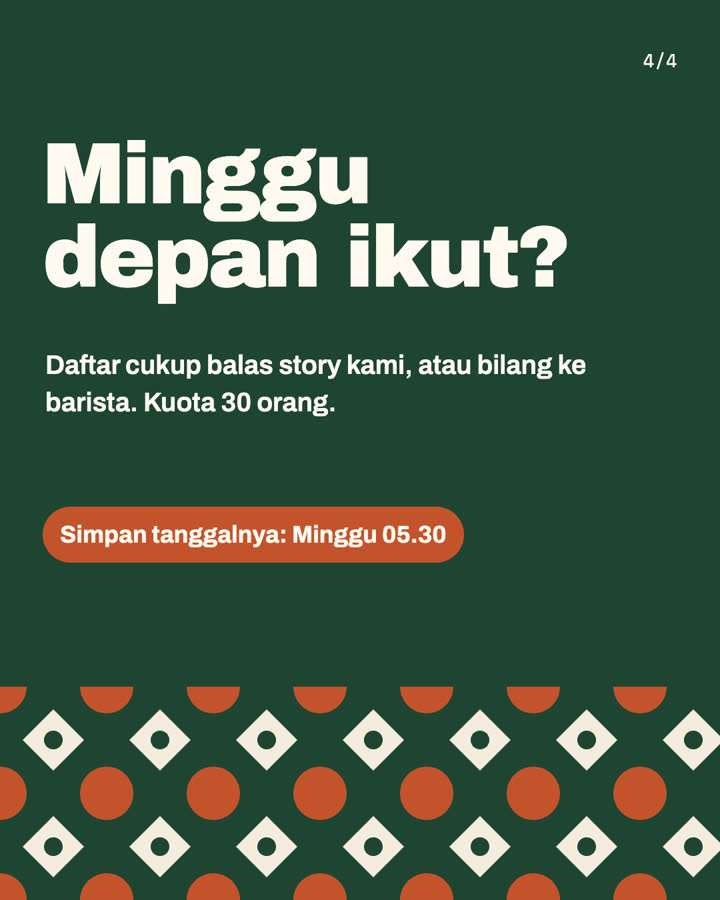 4/4
Minggu
depan ikut?
Daftar cukup balas story kami, atau bilang ke
barista. Kuota 30 orang.
Simpan tanggalnya: Minggu 05.30